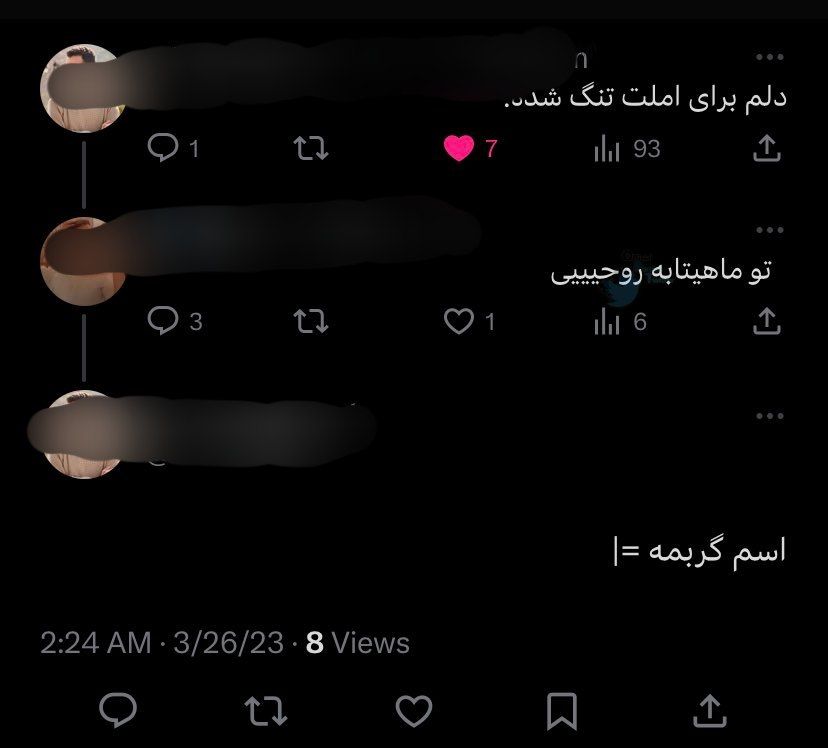 دلم برای املت تنگ شدد.
1
7
93
تو ماهیتابه روحیییی
3
1
6
اسم گربمه =|
2:24 AM · 3/26/23 · 8 Views